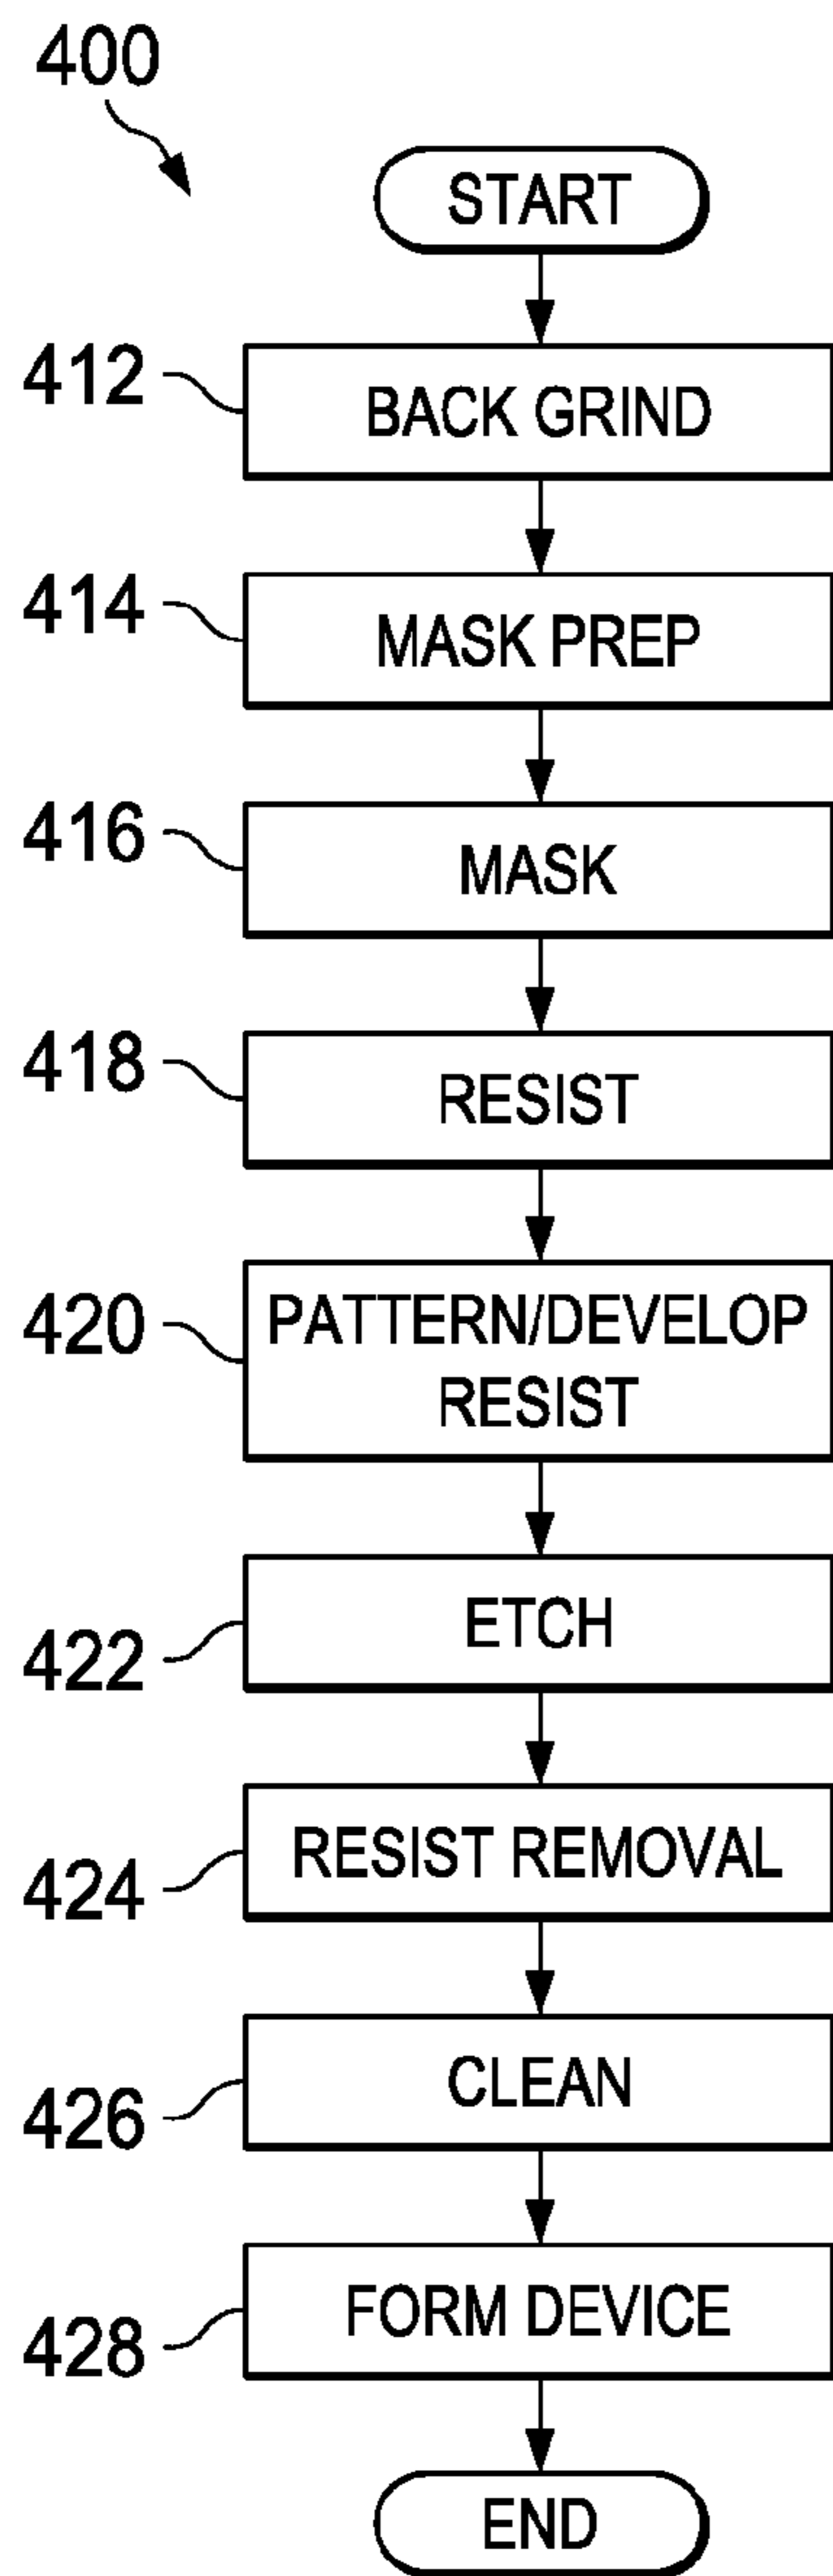 400
START
412
BACK GRIND
414
MASK PREP
416
MASK
418
RESIST
420
PATTERN/DEVELOP
RESIST
422
ETCH
424
RESIST REMOVAL
426
CLEAN
428
FORM DEVICE
END